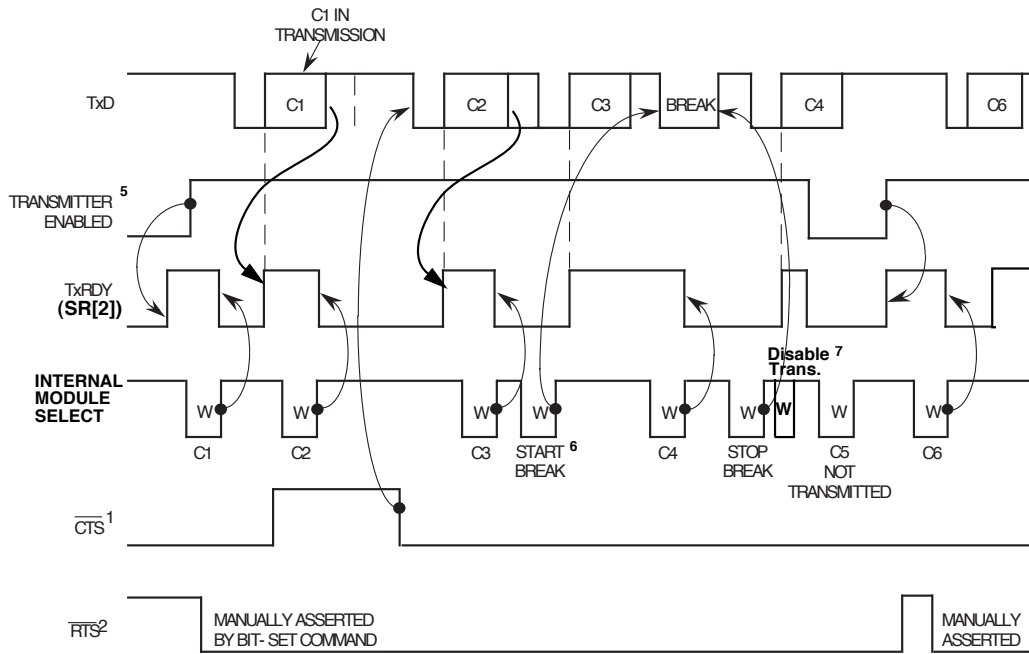 C1 IN
TRANSMISSION
TxD
C1
C2
C3
BREAK
C4
C6
TRANSMITTER 5
ENABLED
TxRDY
(SR[2])
INTERNAL
MODULE
SELECT
Disable 7
Trans.
W
W
W
W
W
W
W
W
W
C1
C2
C3
START 6
BREAK
C4
STOP
BREAK
C5
NOT
TRANSMITTED
C6
CTS 1
RTS 2
MANUALLY ASSERTED
BY BIT- SET COMMAND
MANUALLY
ASSERTED